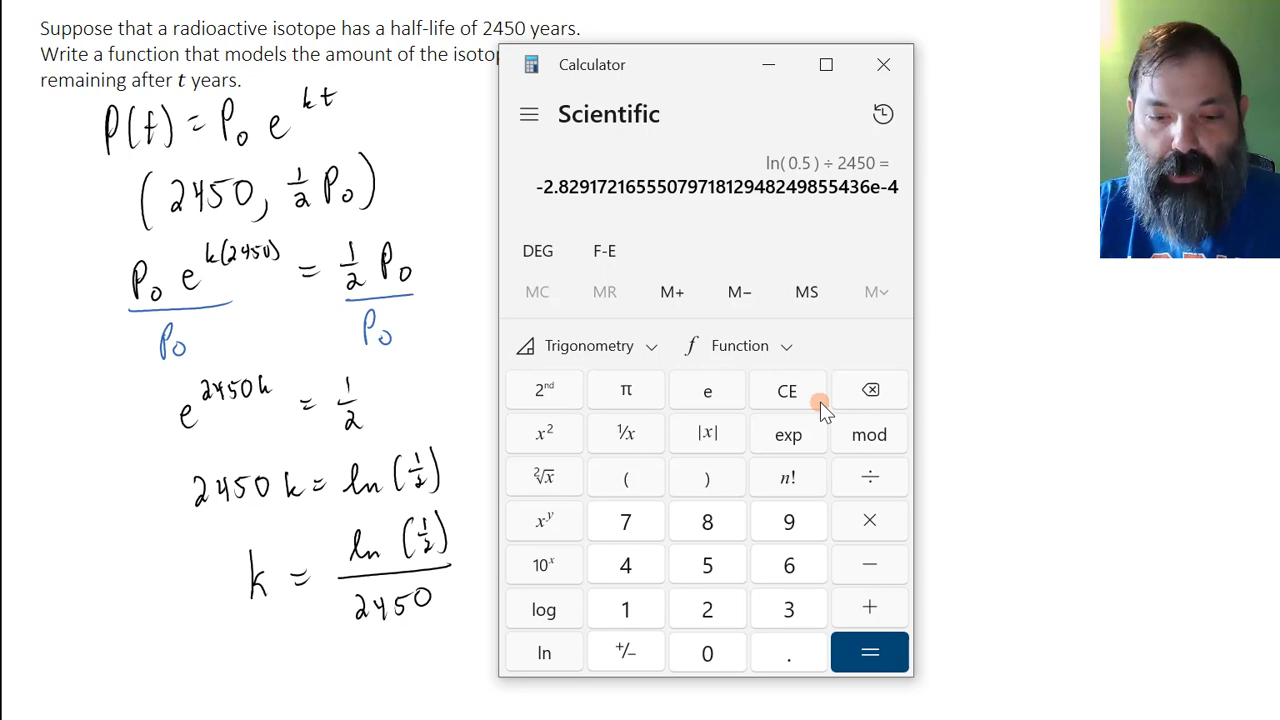 Suppose that a radioactive isotope has a half-life of 2450 years.
Write a function that models the amount of the isotop
remaining after t years.
P(t) = P₀ e^{kt}
(2450, 1/2 P₀)
P₀ e^{k(2450)} = 1/2 P₀
P₀ P₀
e^{2450k} = 1/2
2450 k = ln(1/2)
k = ln(1/2)
2450
Calculator
Scientific
ln( 0.5 ) ÷ 2450 =
-2.8291721655507971812948249855436e-4
DEG F-E
MC MR M+ M− MS M
Trigonometry f Function
2nd π e CE
x² ¹/x |x| exp mod
²√x ( ) n! ÷
xʸ 7 8 9 ×
10ˣ 4 5 6 −
log 1 2 3 +
ln +/− 0 . =